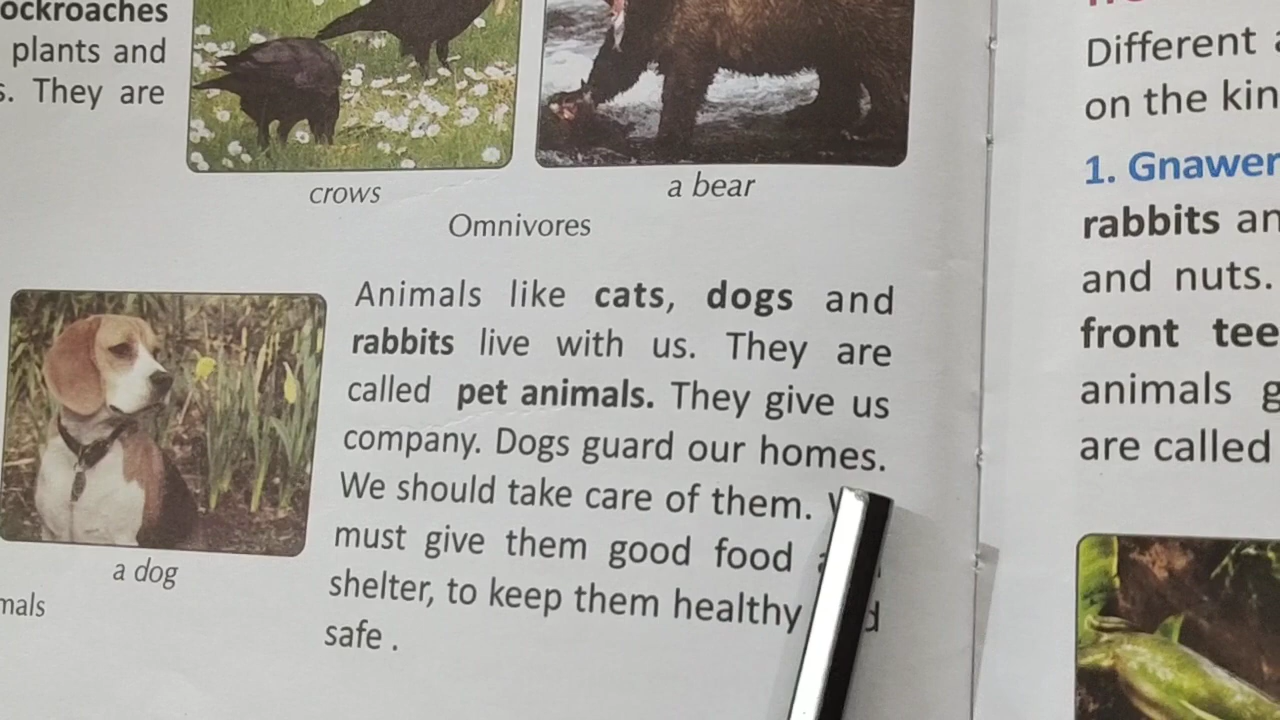 ockroaches
plants and
s. They are
crows
a bear
Omnivores
Animals like cats, dogs and
rabbits live with us. They are
called pet animals. They give us
company. Dogs guard our homes.
We should take care of them.
must give them good food
shelter, to keep them healthy
safe .
a dog
mals
Different
on the kin
1. Gnawer
rabbits an
and nuts.
front tee
animals g
are called